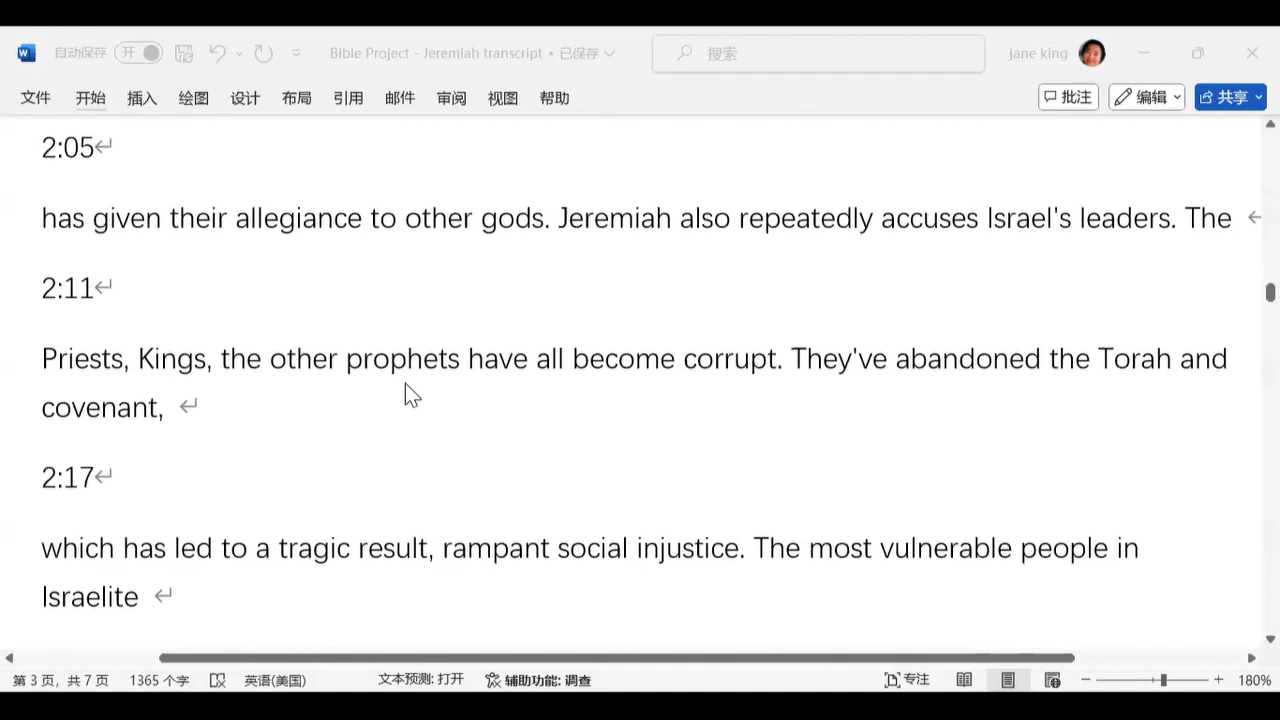 自动保存 开 Bible Project - Jeremiah transcript • 已保存 搜索 jane king
文件 开始 插入 绘图 设计 布局 引用 邮件 审阅 视图 帮助 批注 编辑 共享
2:05↵
has given their allegiance to other gods. Jeremiah also repeatedly accuses Israel's leaders. The
2:11↵
Priests, Kings, the other prophets have all become corrupt. They've abandoned the Torah and
covenant, ↵
2:17↵
which has led to a tragic result, rampant social injustice. The most vulnerable people in
Israelite ↵
第 3 页，共 7 页 1365 个字 英语(美国) 文本预测: 打开 辅助功能: 调查 专注 180%